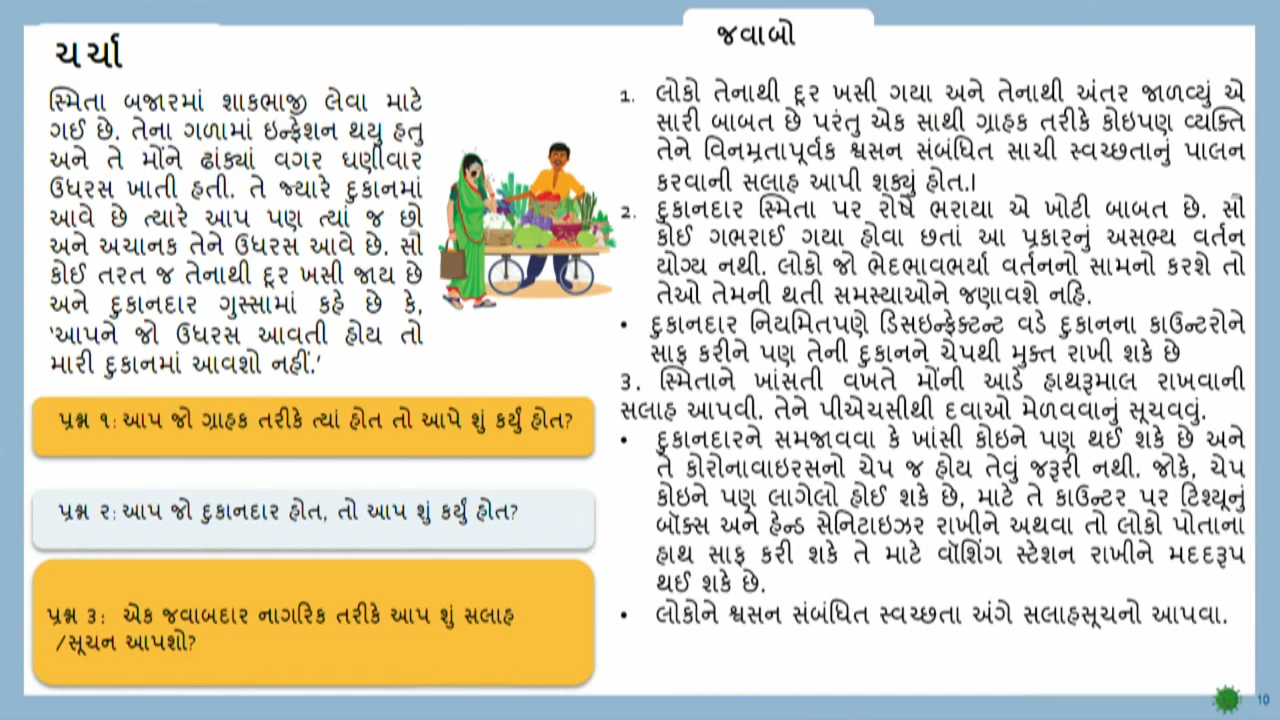 ચર્ચા
સ્મિતા બજારમાં શાકભાજી લેવા માટે
ગઈ છે. તેના ગળામાં ઇન્ફેશન થયુ હતુ
અને તે મોંને ઢાંક્યાં વગર ઘણીવાર
ઉધરસ ખાતી હતી. તે જ્યારે દુકાનમાં
આવે છે ત્યારે આપ પણ ત્યાં જ છો
અને અચાનક તેને ઉધરસ આવે છે. સૌ
કોઈ તરત જ તેનાથી દૂર ખસી જાય છે
અને દુકાનદાર ગુસ્સામાં કહે છે કે,
'આપને જો ઉધરસ આવતી હોય તો
મારી દુકાનમાં આવશો નહીં.'
પ્રશ્ન ૧: આપ જો ગ્રાહક તરીકે ત્યાં હોત તો આપે શું કર્યું હોત?
પ્રશ્ન ૨: આપ જો દુકાનદાર હોત, તો આપ શું કર્યું હોત?
પ્રશ્ન ૩: એક જવાબદાર નાગરિક તરીકે આપ શું સલાહ
/સૂચન આપશો?
જવાબો
1. લોકો તેનાથી દૂર ખસી ગયા અને તેનાથી અંતર જાળવ્યું એ
સારી બાબત છે પરંતુ એક સાથી ગ્રાહક તરીકે કોઇપણ વ્યક્તિ
તેને વિનમ્રતાપૂર્વક શ્વસન સંબંધિત સાચી સ્વચ્છતાનું પાલન
કરવાની સલાહ આપી શક્યું હોત.l
2. દુકાનદાર સ્મિતા પર રોષે ભરાયા એ ખોટી બાબત છે. સૌ
કોઈ ગભરાઈ ગયા હોવા છતાં આ પ્રકારનું અસભ્ય વર્તન
યોગ્ય નથી. લોકો જો ભેદભાવભર્યા વર્તનનો સામનો કરશે તો
તેઓ તેમની થતી સમસ્યાઓને જણાવશે નહિ.
• દુકાનદાર નિયમિતપણે ડિસઇન્ફેક્ટન્ટ વડે દુકાનના કાઉન્ટરોને
સાફ કરીને પણ તેની દુકાનને ચેપથી મુક્ત રાખી શકે છે
૩. સ્મિતાને ખાંસતી વખતે મોંની આડે હાથરૂમાલ રાખવાની
સલાહ આપવી. તેને પીએચસીથી દવાઓ મેળવવાનું સૂચવવું.
• દુકાનદારને સમજાવવા કે ખાંસી કોઇને પણ થઈ શકે છે અને
તે કોરોનાવાઇરસનો ચેપ જ હોય તેવું જરૂરી નથી. જોકે, ચેપ
કોઇને પણ લાગેલો હોઈ શકે છે, માટે તે કાઉન્ટર પર ટિશ્યૂનું
બૉક્સ અને હેન્ડ સેનિટાઇઝર રાખીને અથવા તો લોકો પોતાના
હાથ સાફ કરી શકે તે માટે વૉશિંગ સ્ટેશન રાખીને મદદરૂપ
થઈ શકે છે.
• લોકોને શ્વસન સંબંધિત સ્વચ્છતા અંગે સલાહસૂચનો આપવા.
10